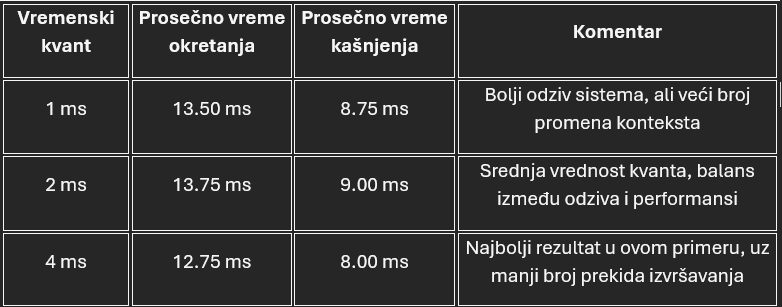 Vremenski
kvant
Prosečno vreme
okretanja
Prosečno vreme
kašnjenja
Komentar
1 ms
13.50 ms
8.75 ms
Bolji odziv sistema, ali veći broj
promena konteksta
2 ms
13.75 ms
9.00 ms
Srednja vrednost kvanta, balans
između odziva i performansi
4 ms
12.75 ms
8.00 ms
Najbolji rezultat u ovom primeru, uz
manji broj prekida izvršavanja